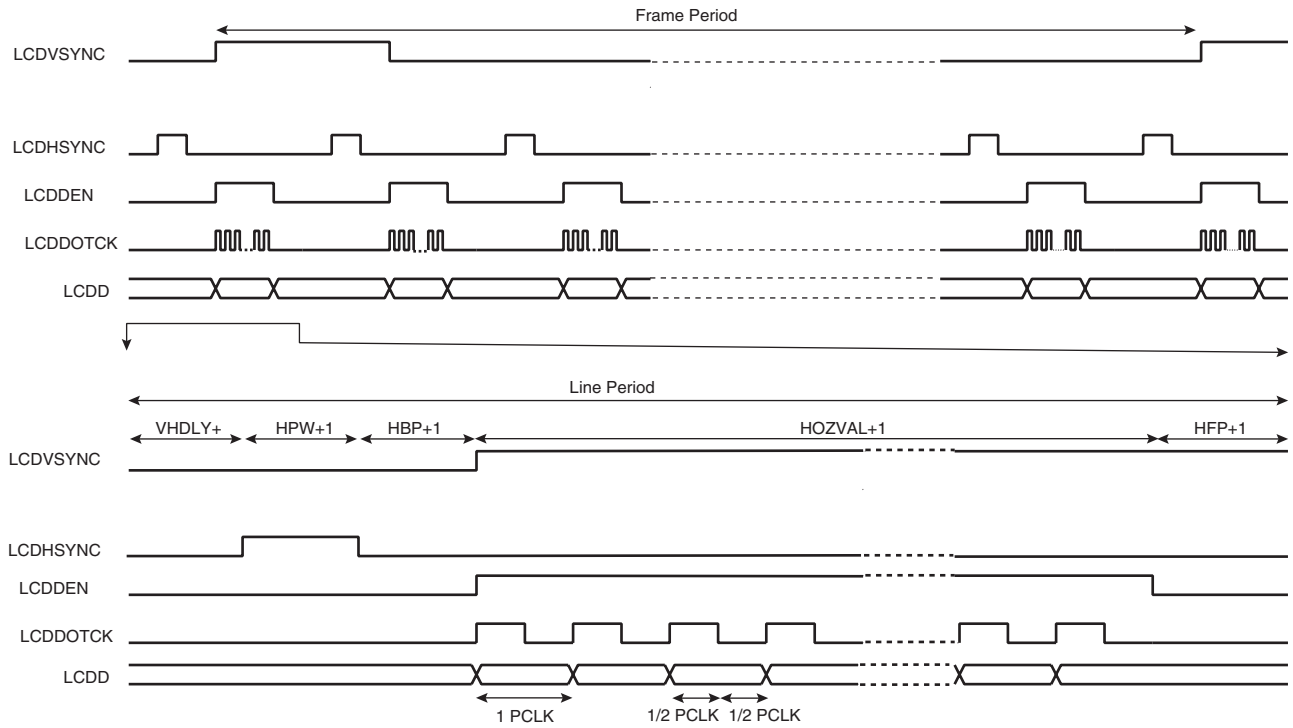 Frame Period
LCDVSYNC
LCDHSYNC
LCDDEN
LCDDOTCK
LCDD
Line Period
VHDLY+ HPW+1 HBP+1 HOZVAL+1 HFP+1
LCDVSYNC
LCDHSYNC
LCDDEN
LCDDOTCK
LCDD
1 PCLK 1/2 PCLK 1/2 PCLK